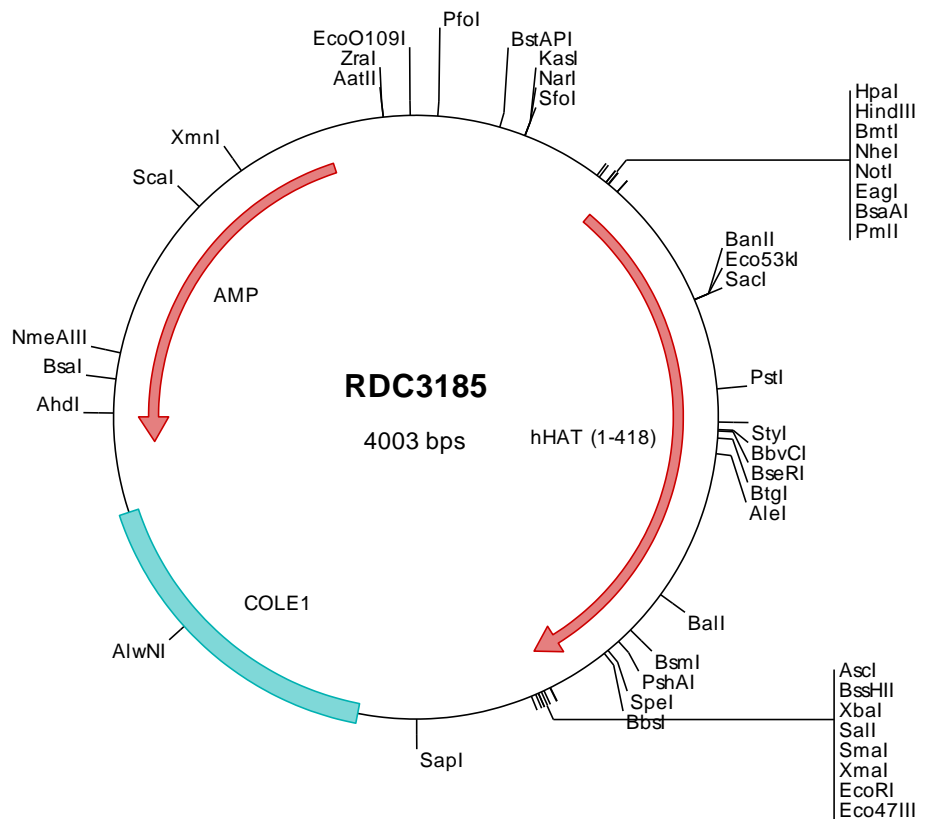 PfoI
EcoO109I
BstAPI
ZraI
KasI
AatII
NarI
SfoI
XmnI
ScaI
HpaI
HindIII
BmtI
NheI
NotI
EagI
BsaAI
PmlI
BanII
Eco53kI
SacI
AMP
NmeAIII
BsaI
AhdI
RDC3185
4003 bps
hHAT (1-418)
PstI
StyI
BbvCI
BseRI
BtgI
AleI
COLE1
AlwNI
BalI
BsmI
PshAI
SpeI
BbsI
SapI
AscI
BssHII
XbaI
SalI
SmaI
XmaI
EcoRI
Eco47III